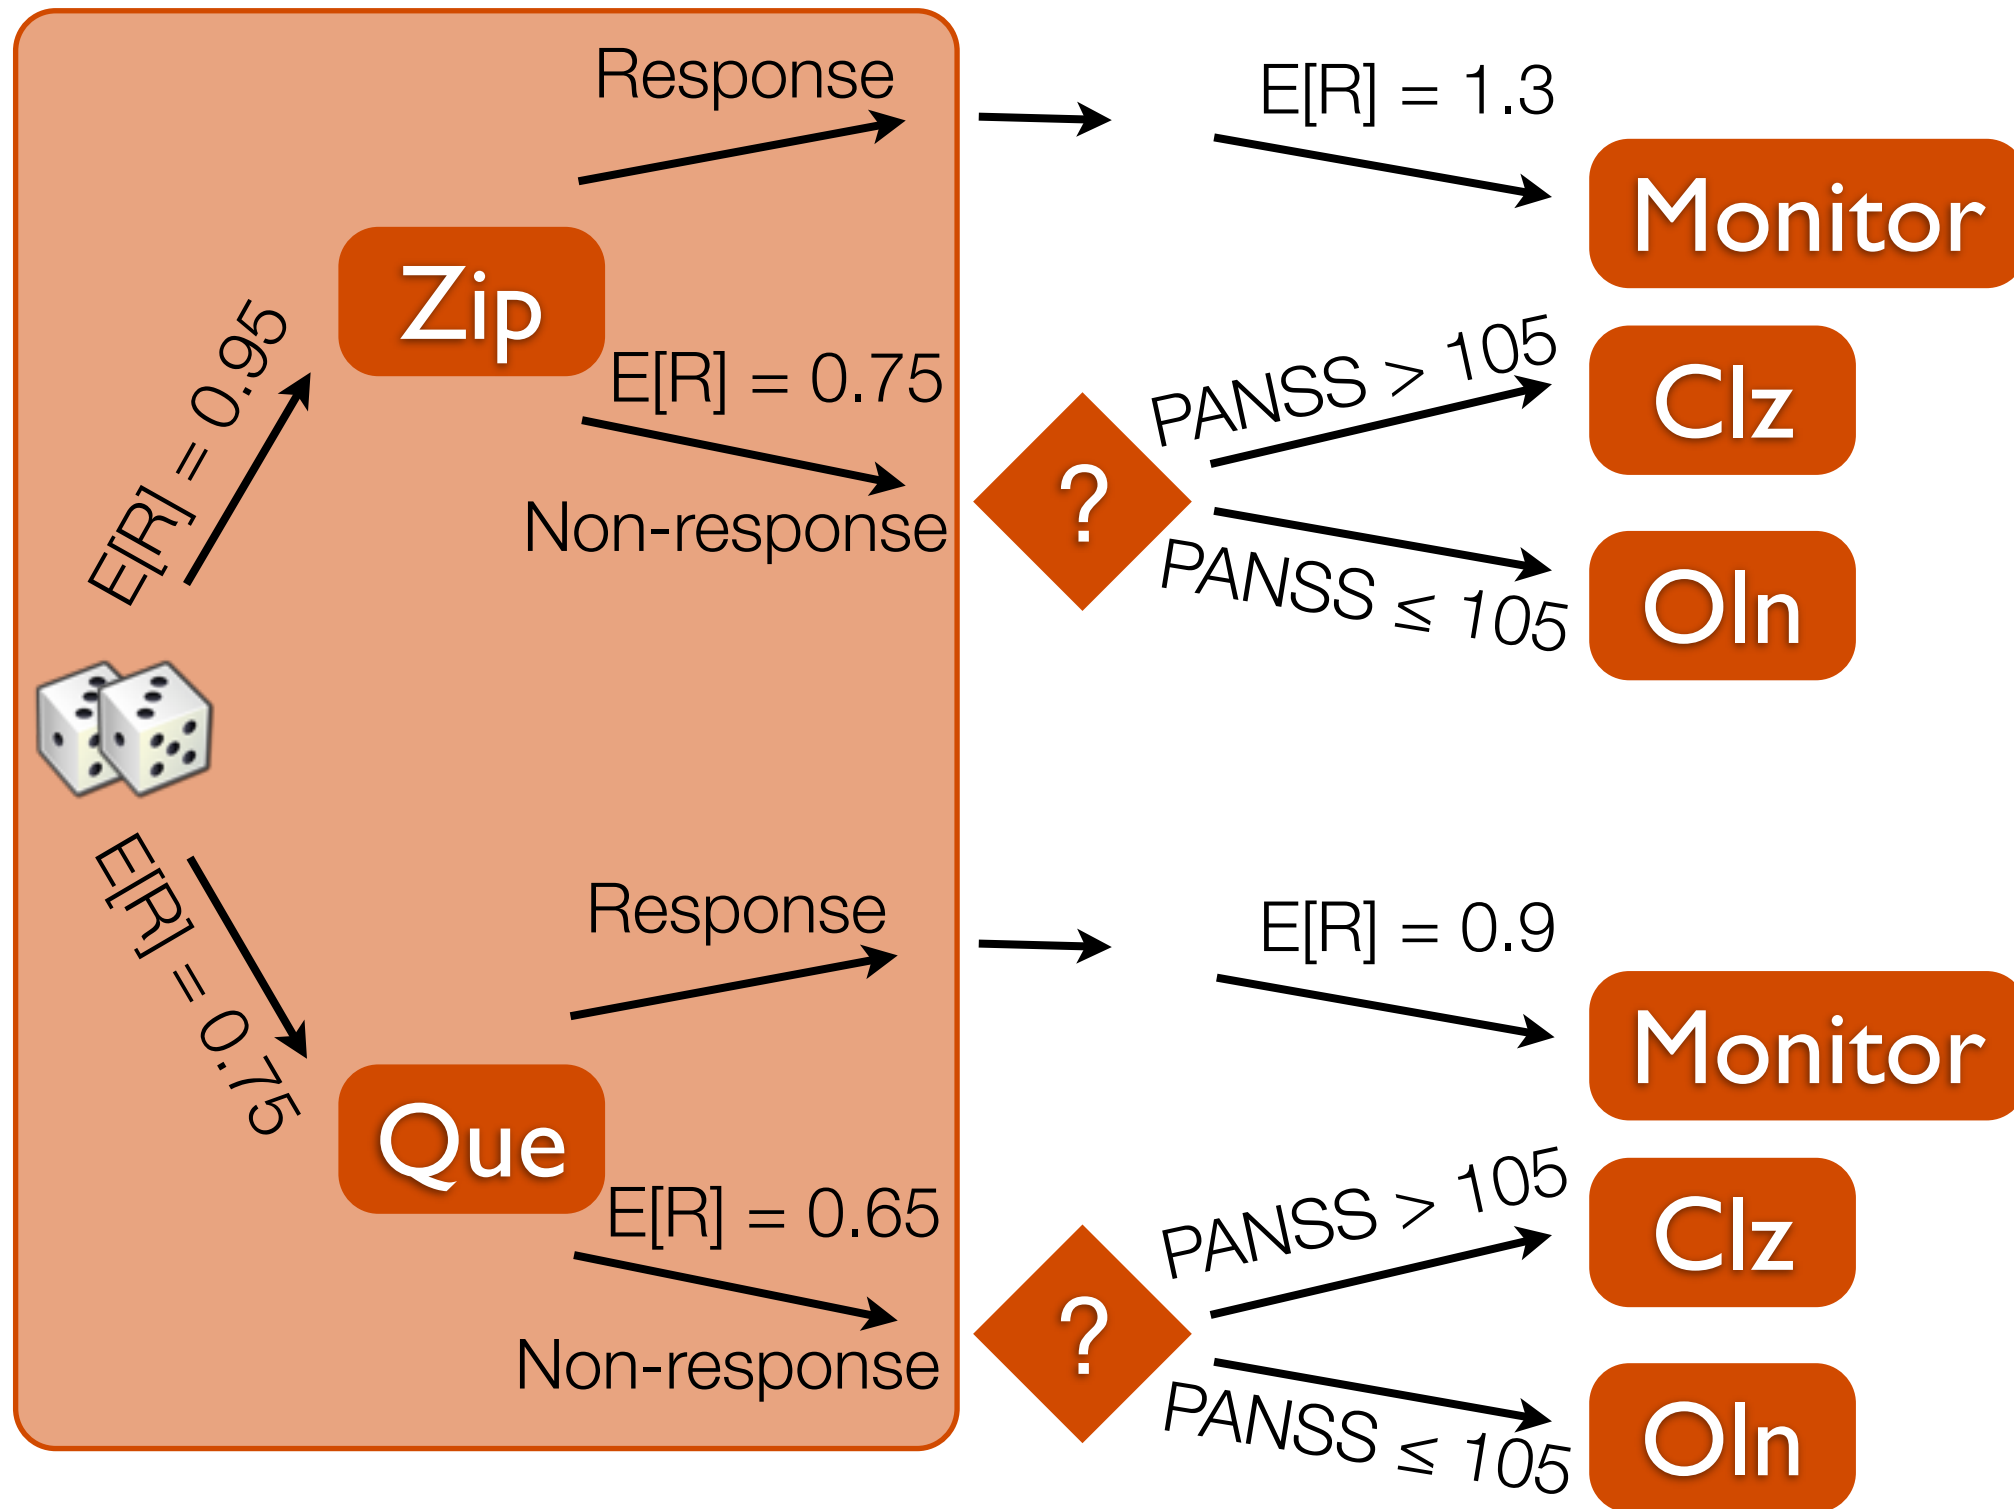 Response
E[R] = 1.3
Monitor
Zip
E[R] = 0.95
E[R] = 0.75
PANSS > 105
Clz
?
Non-response
PANSS ≤ 105
Oln
E[R] = 0.75
Response
E[R] = 0.9
Monitor
Que
E[R] = 0.65
PANSS > 105
Clz
?
Non-response
PANSS ≤ 105
Oln